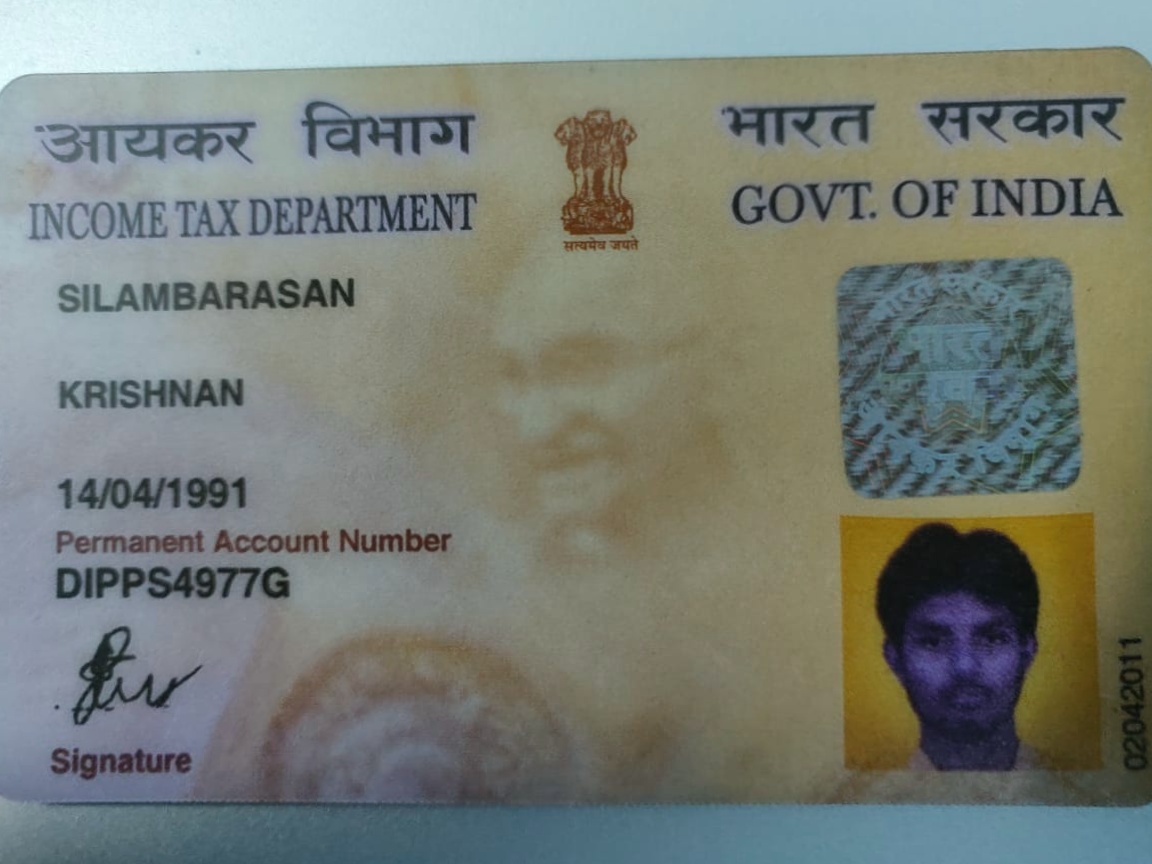 आयकर विभाग
INCOME TAX DEPARTMENT
सत्यमेव जयते
भारत सरकार
GOVT. OF INDIA
SILAMBARASAN
KRISHNAN
14/04/1991
Permanent Account Number
DIPPS4977G
Signature
भारत
02042011